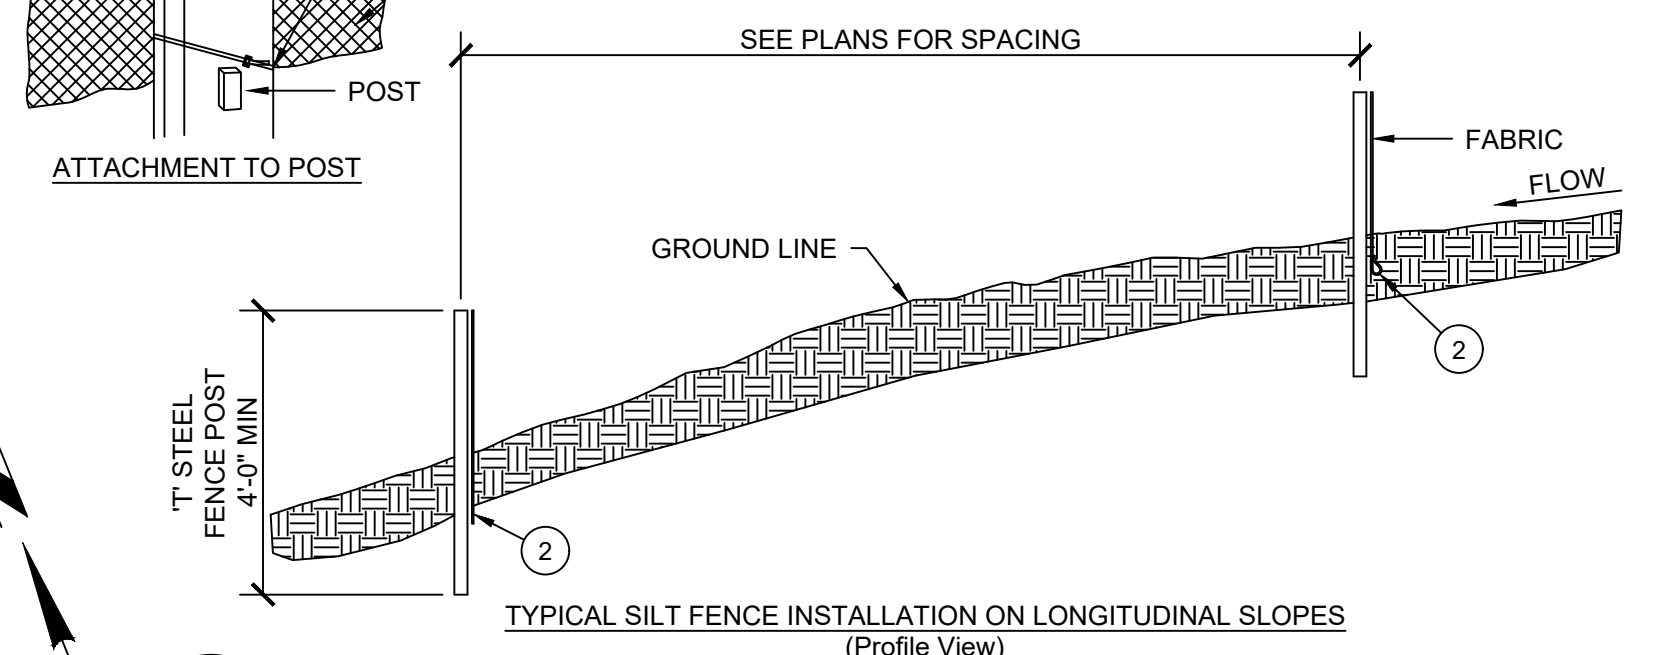 SEE PLANS FOR SPACING
POST
ATTACHMENT TO POST
FABRIC
FLOW
GROUND LINE
2
'T' STEEL
FENCE POST
4'-0" MIN
2
TYPICAL SILT FENCE INSTALLATION ON LONGITUDINAL SLOPES
(Profile View)